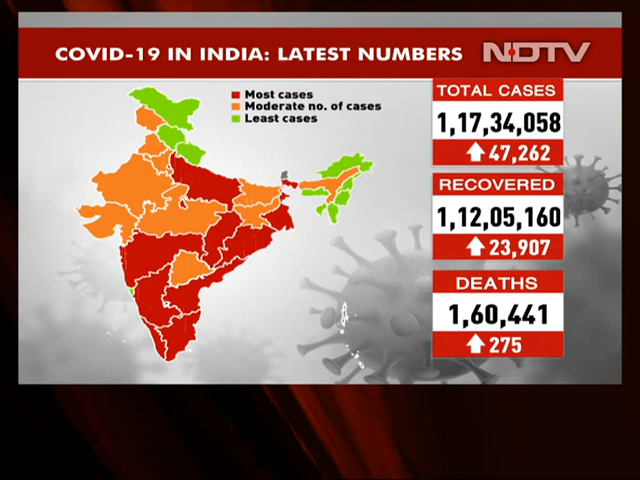 COVID-19 IN INDIA: LATEST NUMBERS
NDTV
Most cases
Moderate no. of cases
Least cases
TOTAL CASES
1,17,34,058
47,262
RECOVERED
1,12,05,160
23,907
DEATHS
1,60,441
275